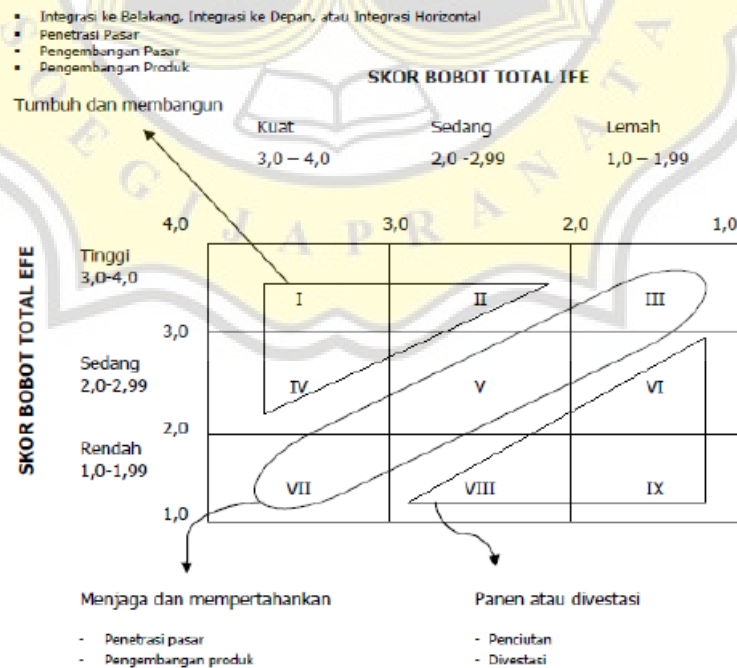 ▪ Integrasi ke Belakang, Integrasi ke Depan, atau Integrasi Horizontal
▪ Penetrasi Pasar
▪ Pengembangan Pasar
▪ Pengembangan Produk
SKOR BOBOT TOTAL IFE
Tumbuh dan membangun
Kuat Sedang Lemah
3,0 – 4,0 2,0 -2,99 1,0 – 1,99
SOEGIJAPRANATA
4,0 3,0 2,0 1,0
SKOR BOBOT TOTAL EFE
Tinggi
3,0-4,0
I II III
3,0
Sedang
2,0-2,99
IV V VI
2,0
Rendah
1,0-1,99
VII VIII IX
1,0
Menjaga dan mempertahankan Panen atau divestasi
- Penetrasi pasar - Penciutan
- Pengembangan produk - Divestasi